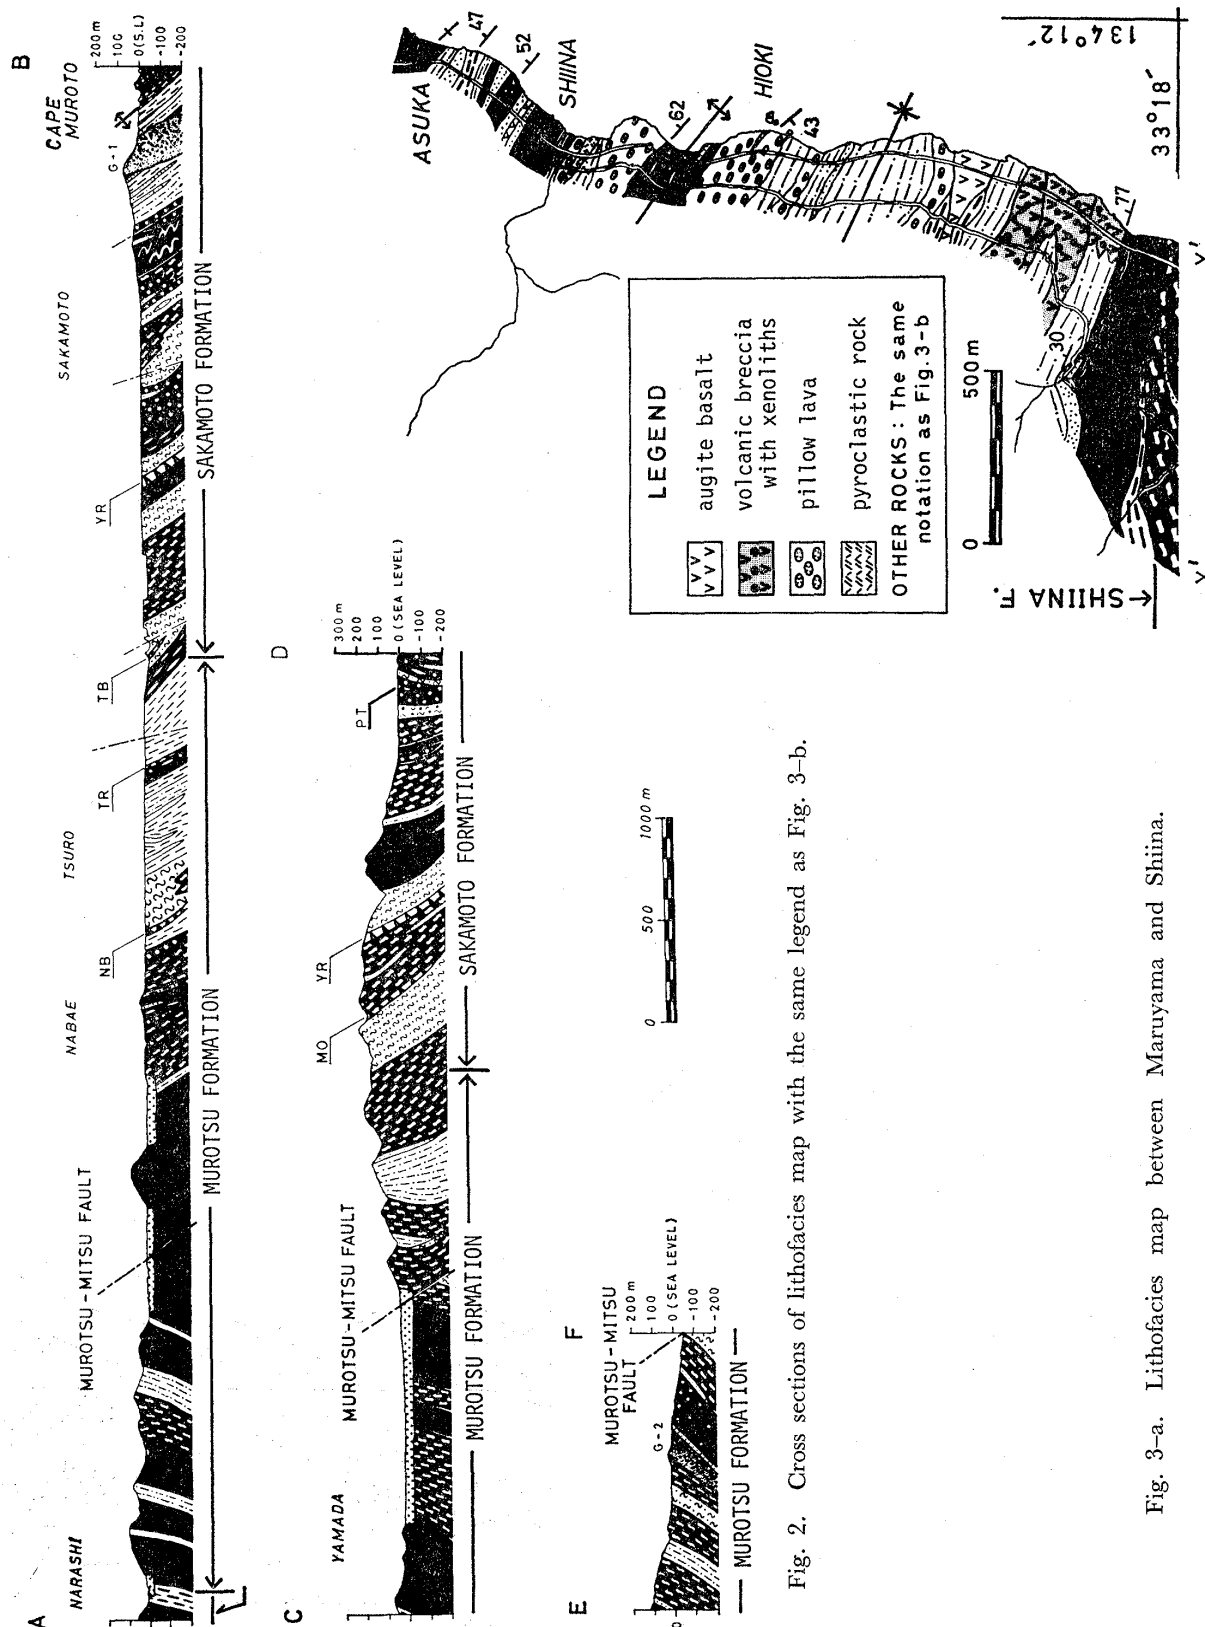 A
B
NARASHI
MUROTSU-MITSU FAULT
NABAE
NB
TSURO
TR
TB
YR
SAKAMOTO
G-1
CAPE
MUROTO
200 m
100
0 (S.L)
-100
-200
MUROTSU FORMATION
SAKAMOTO FORMATION
C
D
YAMADA
MUROTSU-MITSU FAULT
MO
YR
PT
300 m
200
100
0 (SEA LEVEL)
-100
-200
MUROTSU FORMATION
SAKAMOTO FORMATION
E
F
G-2
MUROTSU-MITSU
FAULT
200 m
100
0 (SEA LEVEL)
-100
-200
0
MUROTSU FORMATION
0 500 1000 m
Fig. 2. Cross sections of lithofacies map with the same legend as Fig. 3-b.
ASUKA
47
52
SHIINA
62
HIOKI
43
77
30
134°12′
33°18′
V'
V'
←SHIINA F.
0 500 m
LEGEND
augite basalt
volcanic breccia
with xenoliths
pillow lava
pyroclastic rock
OTHER ROCKS : The same
notation as Fig. 3-b
Fig. 3-a. Lithofacies map between Maruyama and Shiina.